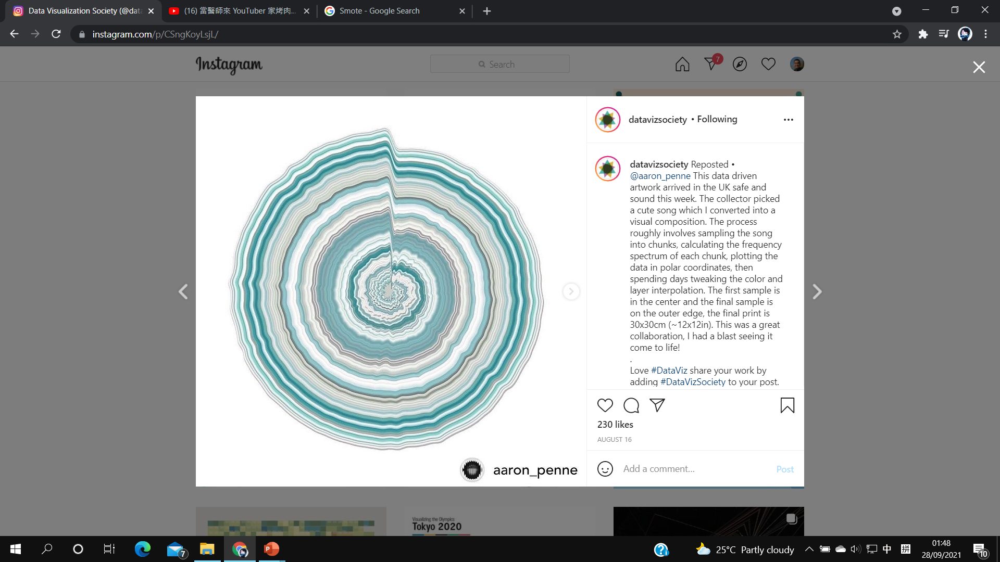 Data Visualization Society (@data
(16) 當醫師來 YouTuber 家烤肉...
Smote - Google Search
instagram.com/p/CSngKoyLsjL/
Instagram
Search
7
datavizsociety • Following
datavizsociety Reposted •
@aaron_penne This data driven
artwork arrived in the UK safe and
sound this week. The collector picked
a cute song which I converted into a
visual composition. The process
roughly involves sampling the song
into chunks, calculating the frequency
spectrum of each chunk, plotting the
data in polar coordinates, then
spending days tweaking the color and
layer interpolation. The first sample is
in the center and the final sample is
on the outer edge, the final print is
30x30cm (~12x12in). This was a great
collaboration, I had a blast seeing it
come to life!
.
Love #DataViz share your work by
adding #DataVizSociety to your post.
230 likes
AUGUST 16
Add a comment...
Post
aaron_penne
Visualizing the Olympics
Tokyo 2020
7
P
25°C Partly cloudy
中
拼
01:48
28/09/2021
10